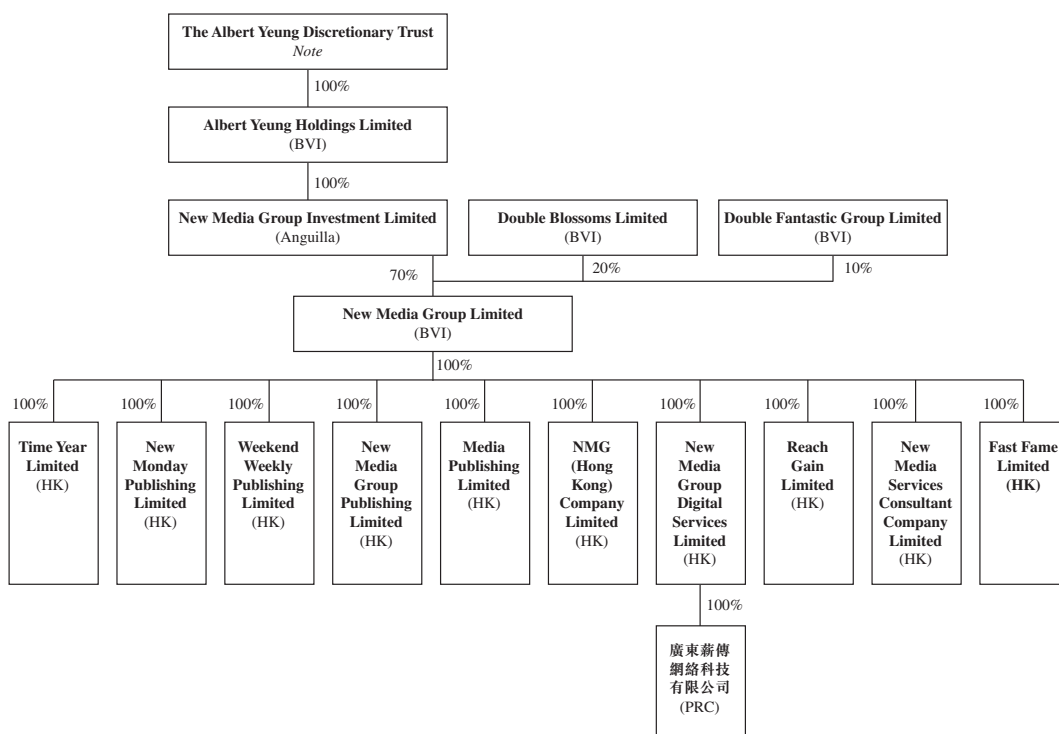 The Albert Yeung Discretionary Trust
Note
100%
Albert Yeung Holdings Limited
(BVI)
100%
New Media Group Investment Limited
(Anguilla)
Double Blossoms Limited
(BVI)
Double Fantastic Group Limited
(BVI)
70%
20%
10%
New Media Group Limited
(BVI)
100%
100%
Time Year
Limited
(HK)
100%
New
Monday
Publishing
Limited
(HK)
100%
Weekend
Weekly
Publishing
Limited
(HK)
100%
New
Media
Group
Publishing
Limited
(HK)
100%
Media
Publishing
Limited
(HK)
100%
NMG
(Hong
Kong)
Company
Limited
(HK)
100%
New
Media
Group
Digital
Services
Limited
(HK)
100%
Reach
Gain
Limited
(HK)
100%
New
Media
Services
Consultant
Company
Limited
(HK)
100%
Fast Fame
Limited
(HK)
100%
廣東薪傳
網絡科技
有限公司
(PRC)